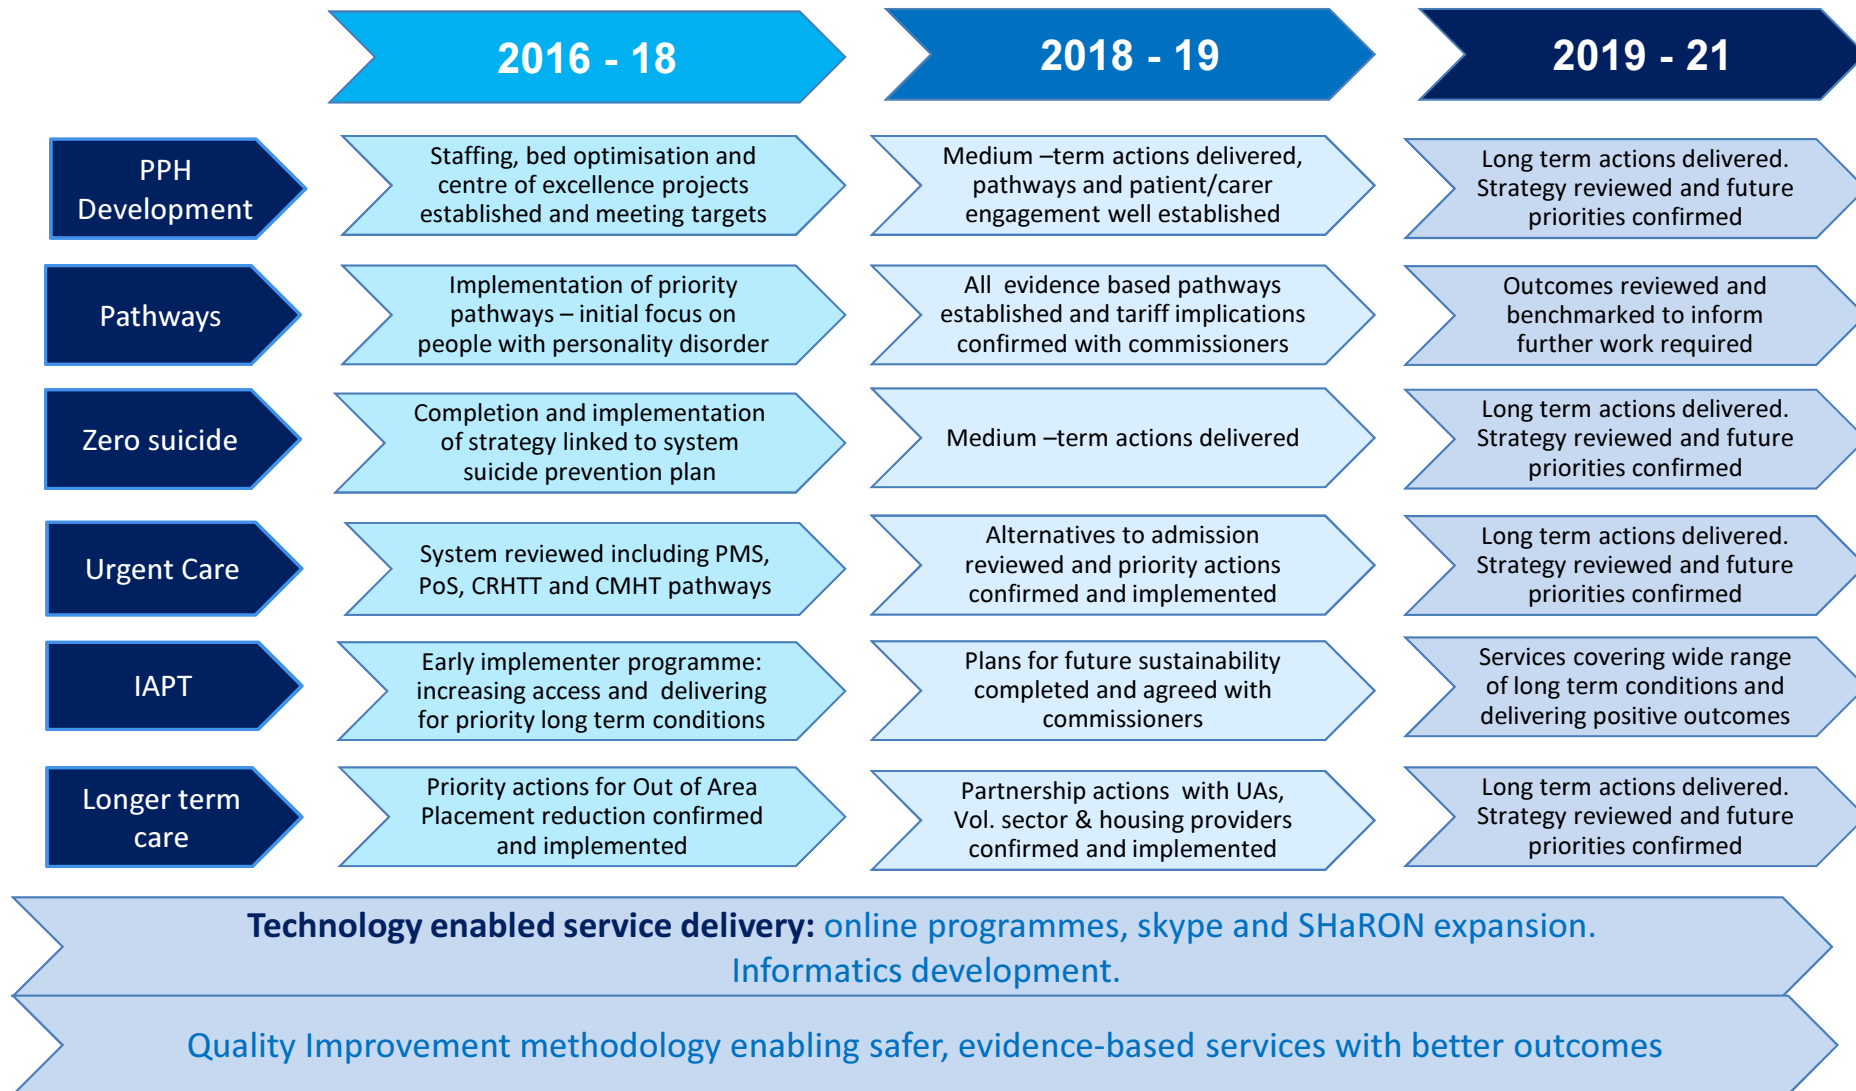 2016 - 18
2018 - 19
2019 - 21
PPH
Development
Staffing, bed optimisation and
centre of excellence projects
established and meeting targets
Medium –term actions delivered,
pathways and patient/carer
engagement well established
Long term actions delivered.
Strategy reviewed and future
priorities confirmed
Pathways
Implementation of priority
pathways – initial focus on
people with personality disorder
All evidence based pathways
established and tariff implications
confirmed with commissioners
Outcomes reviewed and
benchmarked to inform
further work required
Zero suicide
Completion and implementation
of strategy linked to system
suicide prevention plan
Medium –term actions delivered
Long term actions delivered.
Strategy reviewed and future
priorities confirmed
Urgent Care
System reviewed including PMS,
PoS, CRHTT and CMHT pathways
Alternatives to admission
reviewed and priority actions
confirmed and implemented
Long term actions delivered.
Strategy reviewed and future
priorities confirmed
IAPT
Early implementer programme:
increasing access and delivering
for priority long term conditions
Plans for future sustainability
completed and agreed with
commissioners
Services covering wide range
of long term conditions and
delivering positive outcomes
Longer term
care
Priority actions for Out of Area
Placement reduction confirmed
and implemented
Partnership actions with UAs,
Vol. sector & housing providers
confirmed and implemented
Long term actions delivered.
Strategy reviewed and future
priorities confirmed
Technology enabled service delivery: online programmes, skype and SHaRON expansion.
Informatics development.
Quality Improvement methodology enabling safer, evidence-based services with better outcomes